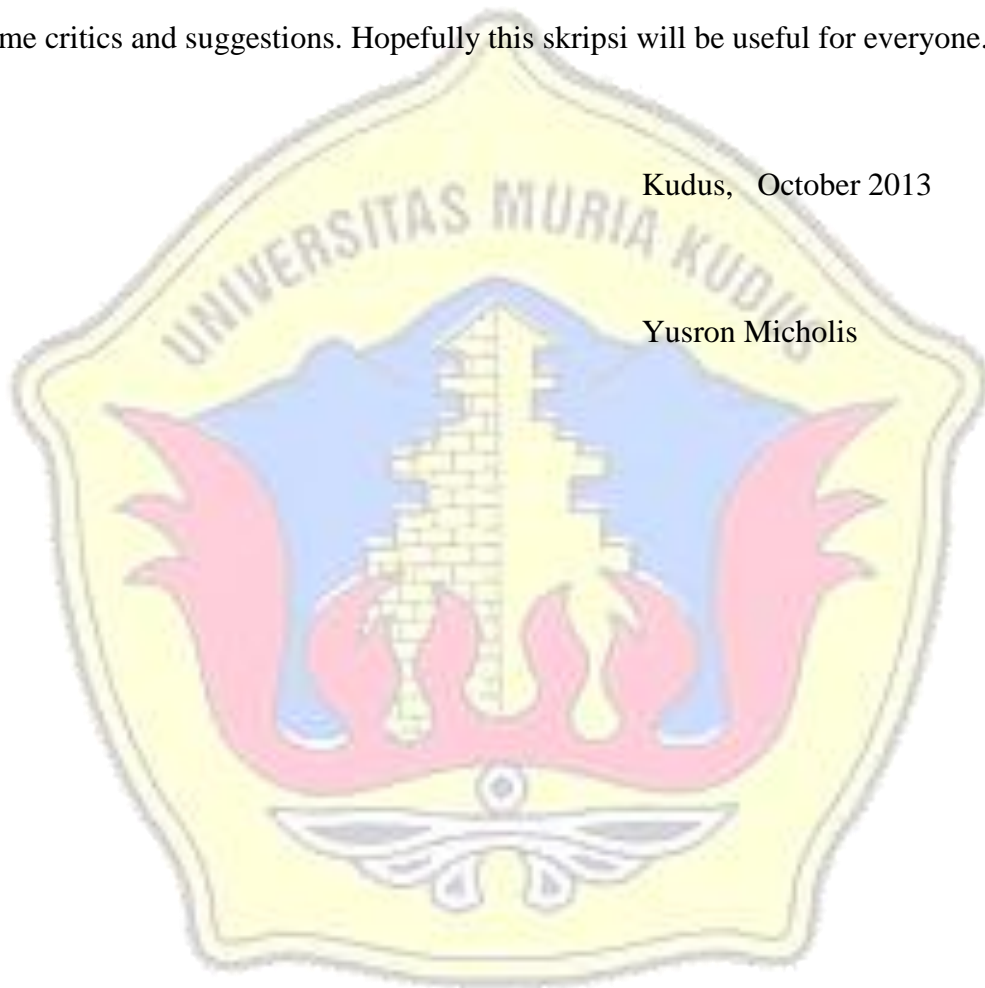 me critics and suggestions. Hopefully this skripsi will be useful for everyone.
Kudus,   October 2013
UNIVERSITAS MURIA KUDUS
Yusron Micholis